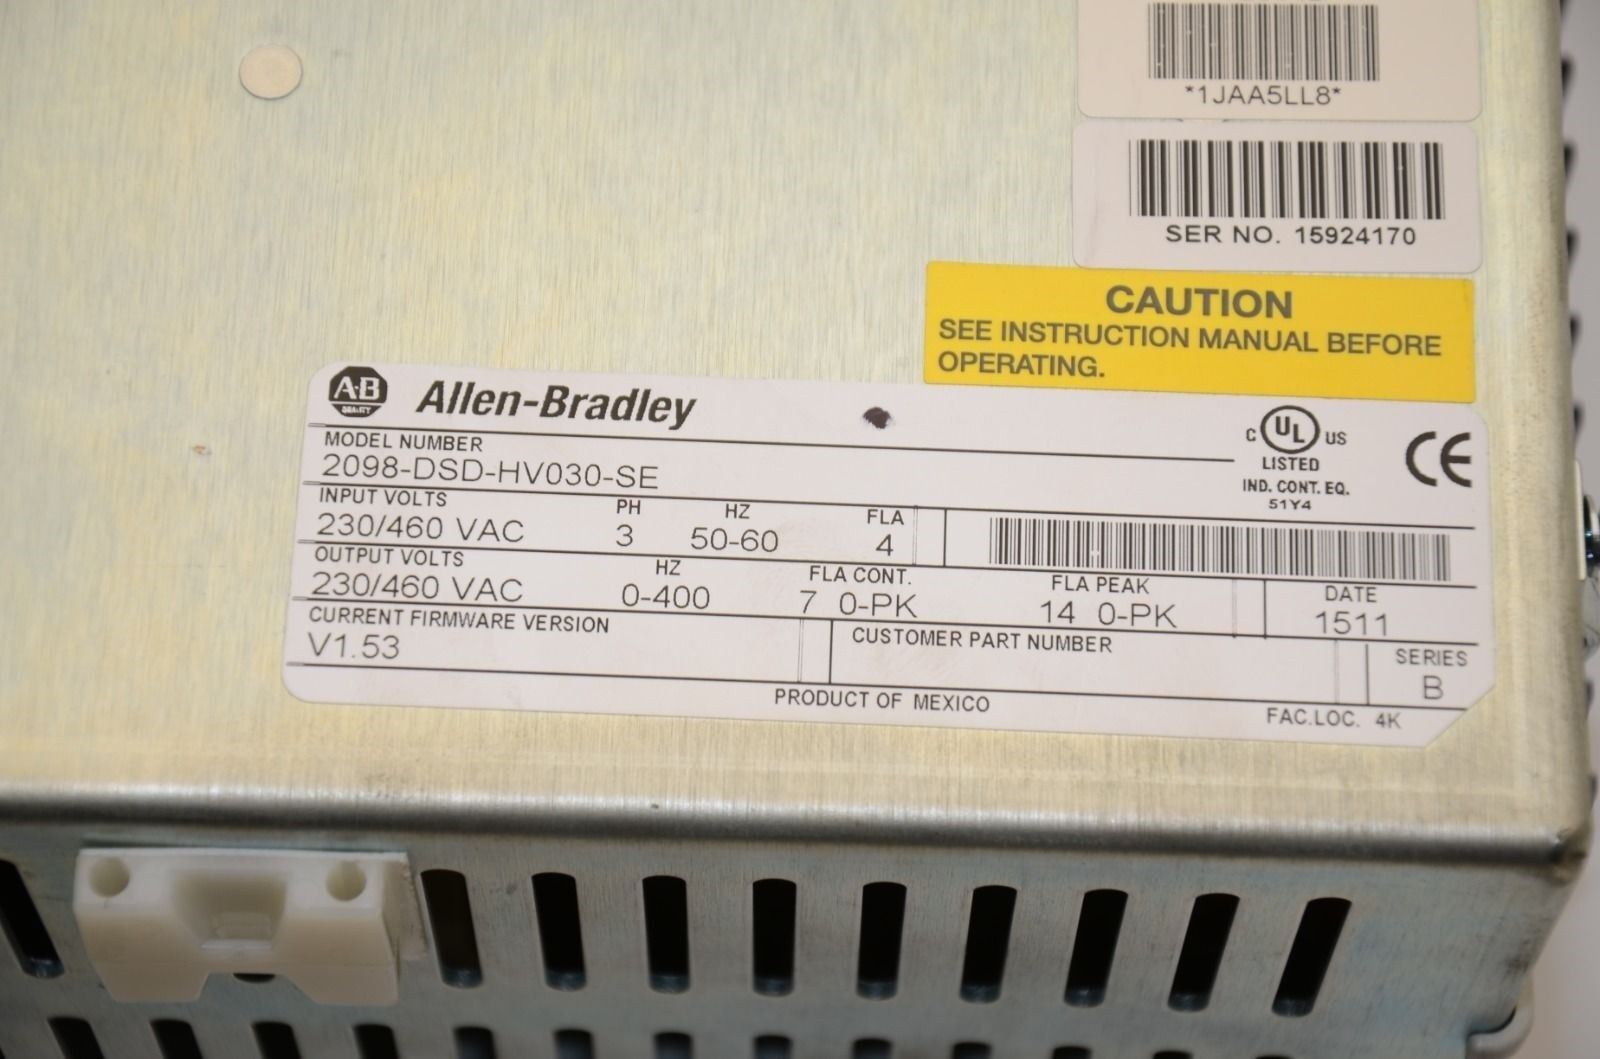 *1JAA5LL8*
SER NO. 15924170
CAUTION
SEE INSTRUCTION MANUAL BEFORE
OPERATING.
A·B
Allen-Bradley
C UL US
LISTED
IND. CONT. EQ.
51Y4
CE
MODEL NUMBER
2098-DSD-HV030-SE
INPUT VOLTS PH HZ FLA
230/460 VAC 3 50-60 4
OUTPUT VOLTS HZ FLA CONT. FLA PEAK DATE
230/460 VAC 0-400 7 0-PK 14 0-PK 1511
CURRENT FIRMWARE VERSION CUSTOMER PART NUMBER SERIES
V1.53 B
PRODUCT OF MEXICO
FAC.LOC. 4K